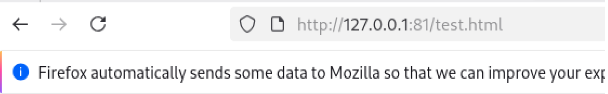 http://127.0.0.1:81/test.html
Firefox automatically sends some data to Mozilla so that we can improve your